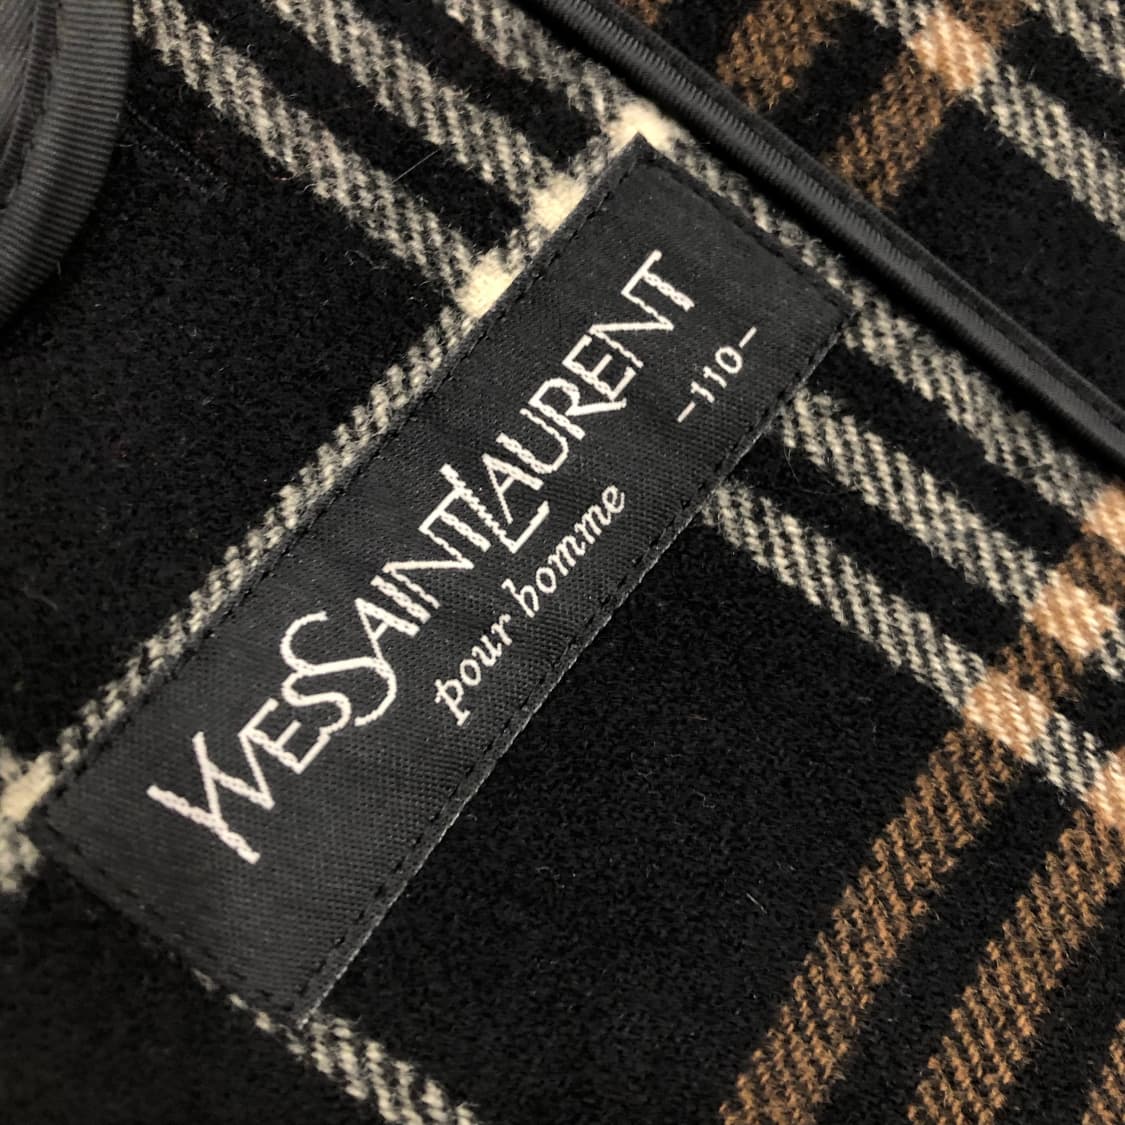 YVESSAINTLAURENT
pour homme
-110-